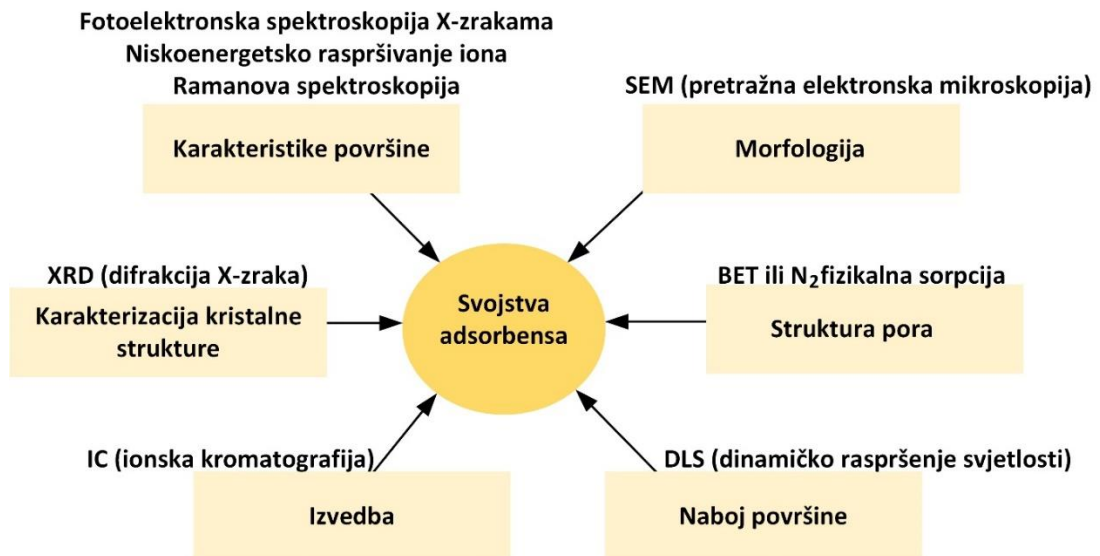 Fotoelektronska spektroskopija X-zrakama
Niskoenergetsko raspršivanje iona
Ramanova spektroskopija
Karakteristike površine
SEM (pretražna elektronska mikroskopija)
Morfologija
XRD (difrakcija X-zraka)
Karakterizacija kristalne
strukture
Svojstva
adsorbensa
BET ili N₂fizikalna sorpcija
Struktura pora
IC (ionska kromatografija)
Izvedba
DLS (dinamičko raspršenje svjetlosti)
Naboj površine